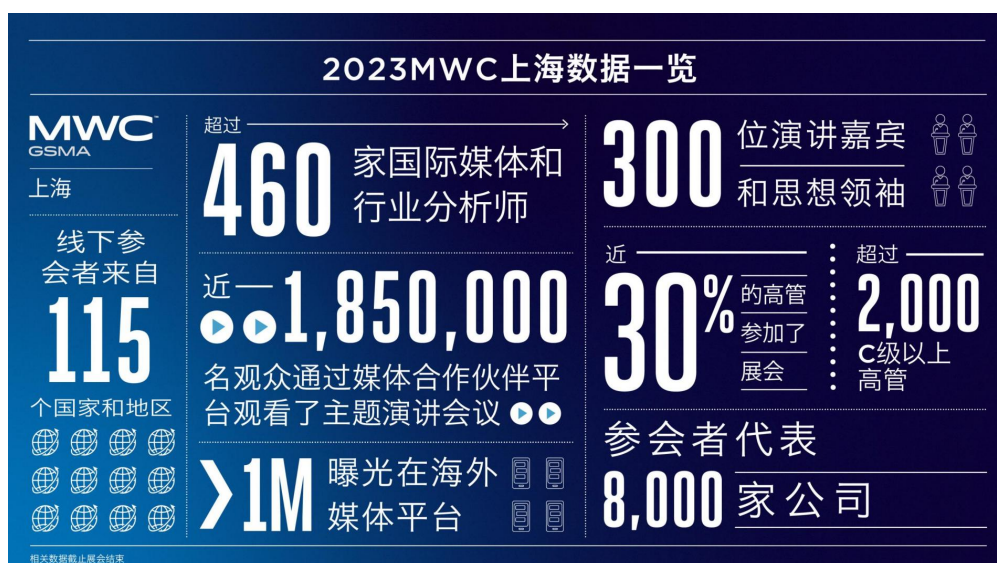 2023MWC上海数据一览
MWC™
GSMA
上海
线下参
会者来自
115
个国家和地区
超过
460
家国际媒体和
行业分析师
近
1,850,000
名观众通过媒体合作伙伴平
台观看了主题演讲会议
>1M
曝光在海外
媒体平台
300
位演讲嘉宾
和思想领袖
近
30%
的高管
参加了
展会
超过
2,000
C级以上
高管
参会者代表
8,000
家公司
相关数据截止展会结束